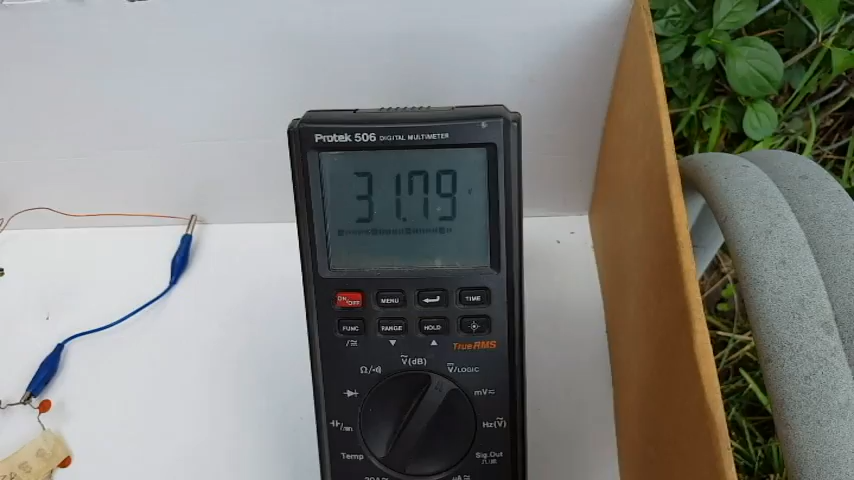 Protek 506 DIGITAL MULTIMETER
31.79
ON/OFF MENU TIME
FUNC RANGE HOLD
True RMS
Ṽ(dB)
Ω V/LOGIC
mV
Hz(Ṽ)
Temp Sig.Out